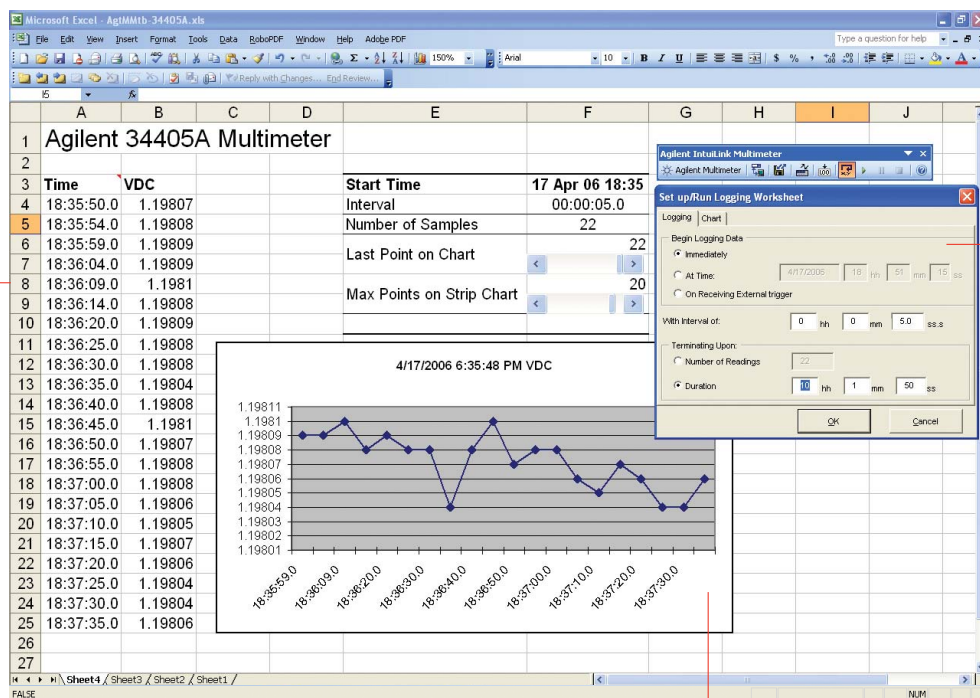 Microsoft Excel - AgtMMtb-34405A.xls
File Edit View Insert Format Tools Data RoboPDF Window Help Adobe PDF
Type a question for help
150% Arial 10 B I U $ % ,
Reply with Changes... End Review...
I5 fx
A B C D E F G H I J
1 Agilent 34405A Multimeter
2
3 Time VDC Start Time 17 Apr 06 18:35
4 18:35:50.0 1.19807 Interval 00:00:05.0
5 18:35:54.0 1.19808 Number of Samples 22
6 18:35:59.0 1.19809 Last Point on Chart 22
7 18:36:04.0 1.19809
8 18:36:09.0 1.1981 Max Points on Strip Chart 20
9 18:36:14.0 1.19808
10 18:36:20.0 1.19809
11 18:36:25.0 1.19808
12 18:36:30.0 1.19808
13 18:36:35.0 1.19804
14 18:36:40.0 1.19808
15 18:36:45.0 1.1981
16 18:36:50.0 1.19807
17 18:36:55.0 1.19808
18 18:37:00.0 1.19808
19 18:37:05.0 1.19806
20 18:37:10.0 1.19805
21 18:37:15.0 1.19807
22 18:37:20.0 1.19806
23 18:37:25.0 1.19804
24 18:37:30.0 1.19804
25 18:37:35.0 1.19806
26
27
4/17/2006 6:35:48 PM VDC
1.19811
1.1981
1.19809
1.19808
1.19807
1.19806
1.19805
1.19804
1.19803
1.19802
1.19801
18:35:59.0 18:36:09.0 18:36:20.0 18:36:30.0 18:36:40.0 18:36:50.0 18:37:00.0 18:37:10.0 18:37:20.0 18:37:30.0
Agilent IntuiLink Multimeter
Agilent Multimeter
Set up/Run Logging Worksheet
Logging Chart
Begin Logging Data
Immediately
At Time: 4/17/2006 18 hh 51 mm 15 ss
On Receiving External trigger
With Interval of: 0 hh 0 mm 5.0 ss.s
Terminating Upon:
Number of Readings 22
Duration 10 hh 1 mm 50 ss
OK Cancel
Sheet4 / Sheet3 / Sheet2 / Sheet1 /
FALSE NUM